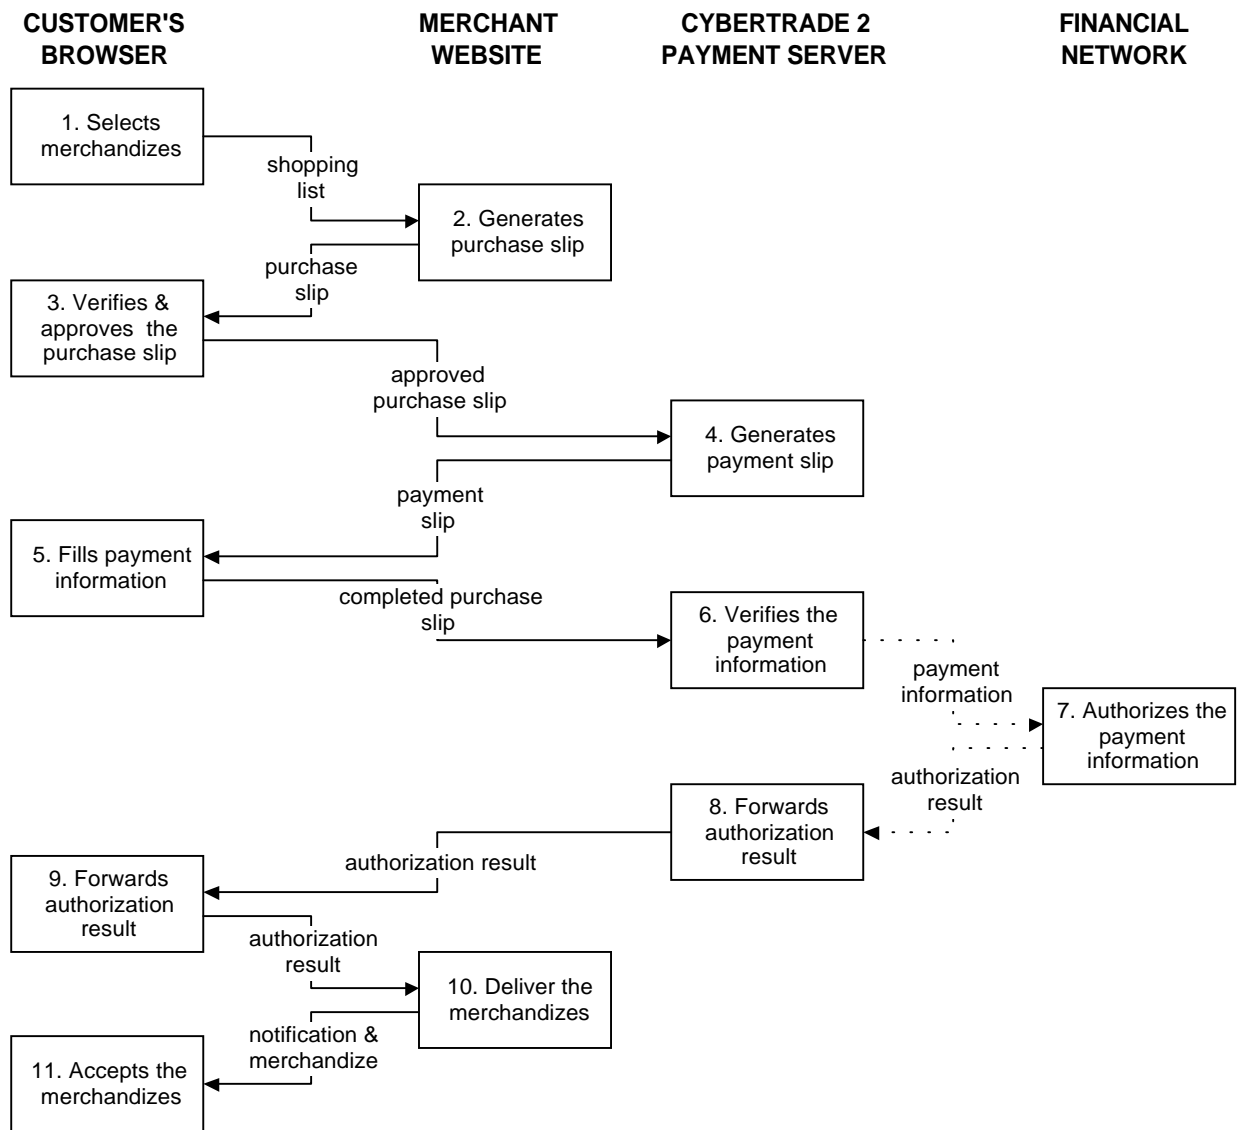 CUSTOMER'S
BROWSER
MERCHANT
WEBSITE
CYBERTRADE 2
PAYMENT SERVER
FINANCIAL
NETWORK
1. Selects
merchandizes
shopping
list
2. Generates
purchase slip
purchase
slip
3. Verifies &
approves the
purchase slip
approved
purchase slip
4. Generates
payment slip
payment
slip
5. Fills payment
information
completed purchase
slip
6. Verifies the
payment
information
payment
information
7. Authorizes the
payment
information
authorization
result
8. Forwards
authorization
result
authorization result
9. Forwards
authorization
result
authorization
result
10. Deliver the
merchandizes
notification &
merchandize
11. Accepts the
merchandizes